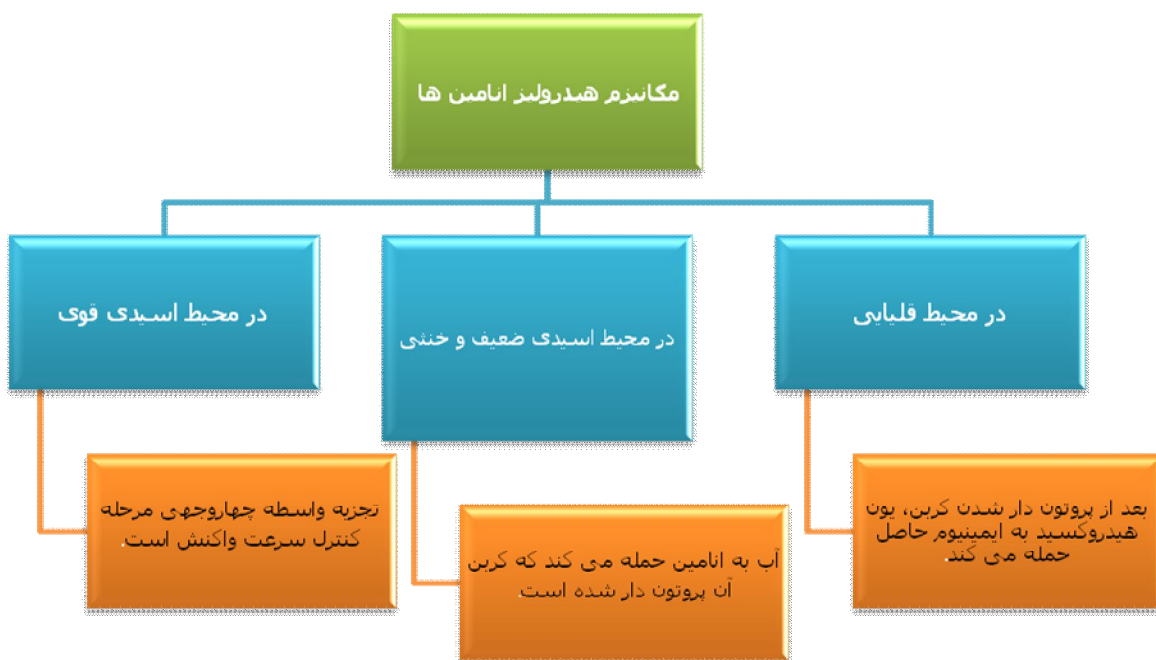 مکانیزم هیدرولیز انامین ها
در محیط قلیایی
در محیط اسیدی ضعیف و خنثی
در محیط اسیدی قوی
بعد از پروتون دار شدن کربن، یون
هیدروکسید به ایمینیوم حاصل
حمله می کند.
آب به انامین حمله می کند که کربن
آن پروتون دار شده است.
تجزیه واسطه چهاروجهی مرحله
کنترل سرعت واکنش است.